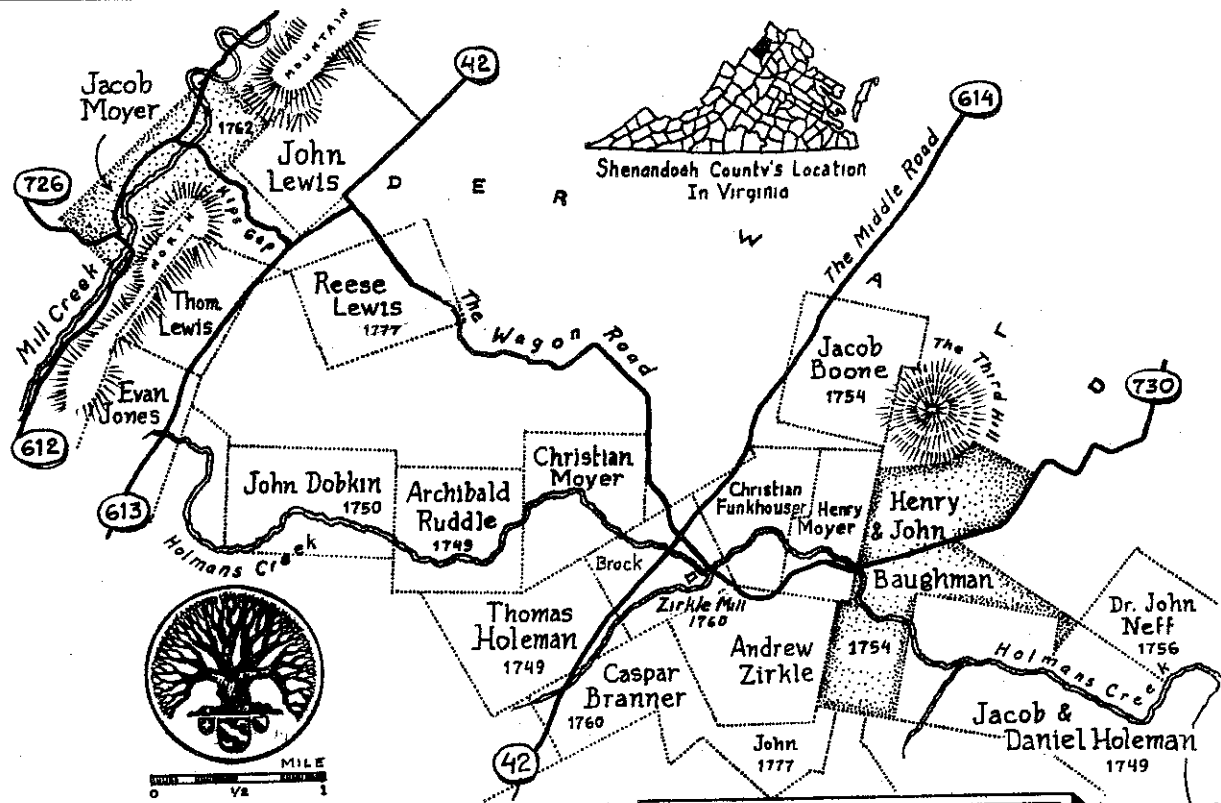 MOUNTAIN
42
Jacob
Moyer
1762
John
Lewis
Shenandoah County's Location
In Virginia
614
726
D E R W A L D
Kips Gap
NORTH
The Middle Road
Mill Creek
Thom.
Lewis
Reese
Lewis
1777
The Wagon Road
Jacob
Boone
1754
The Third Hill
730
Evan
Jones
612
613
John Dobkin
1750
Archibald
Ruddle
1749
Christian
Moyer
Christian
Funkhouser
Henry
Moyer
Henry
& John
Baughman
Holmans Creek
Brock
Zirkle Mill
1760
Thomas
Holeman
1749
Caspar
Branner
1760
Andrew
Zirkle
1754
Dr. John
Neff
1756
Holmans Creek
Jacob &
Daniel Holeman
1749
John
1777
42
MILE
0 1/2 1